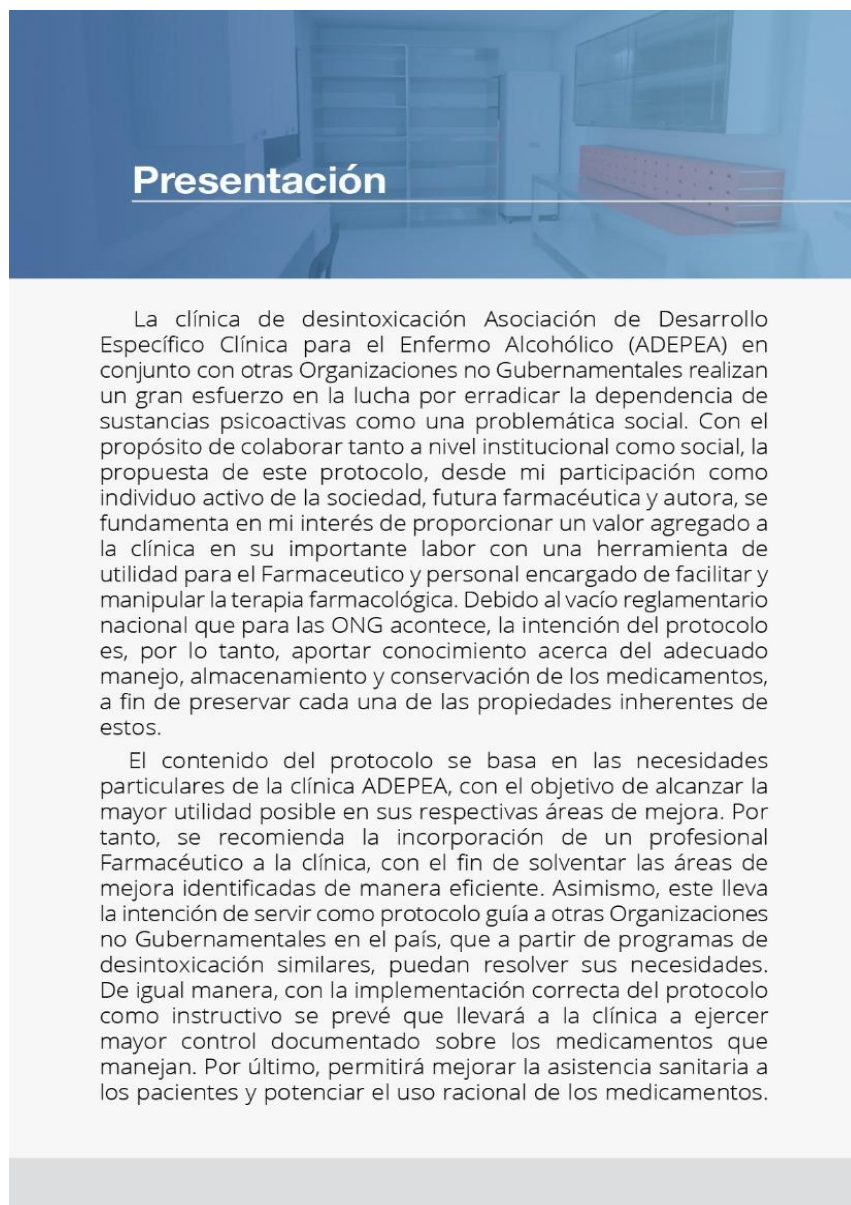 Presentación
La clínica de desintoxicación Asociación de Desarrollo
Específico Clínica para el Enfermo Alcohólico (ADEPEA) en
conjunto con otras Organizaciones no Gubernamentales realizan
un gran esfuerzo en la lucha por erradicar la dependencia de
sustancias psicoactivas como una problemática social. Con el
propósito de colaborar tanto a nivel institucional como social, la
propuesta de este protocolo, desde mi participación como
individuo activo de la sociedad, futura farmacéutica y autora, se
fundamenta en mi interés de proporcionar un valor agregado a
la clínica en su importante labor con una herramienta de
utilidad para el Farmaceutico y personal encargado de facilitar y
manipular la terapia farmacológica. Debido al vacío reglamentario
nacional que para las ONG acontece, la intención del protocolo
es, por lo tanto, aportar conocimiento acerca del adecuado
manejo, almacenamiento y conservación de los medicamentos,
a fin de preservar cada una de las propiedades inherentes de
estos.
El contenido del protocolo se basa en las necesidades
particulares de la clínica ADEPEA, con el objetivo de alcanzar la
mayor utilidad posible en sus respectivas áreas de mejora. Por
tanto, se recomienda la incorporación de un profesional
Farmacéutico a la clínica, con el fin de solventar las áreas de
mejora identificadas de manera eficiente. Asimismo, este lleva
la intención de servir como protocolo guía a otras Organizaciones
no Gubernamentales en el país, que a partir de programas de
desintoxicación similares, puedan resolver sus necesidades.
De igual manera, con la implementación correcta del protocolo
como instructivo se prevé que llevará a la clínica a ejercer
mayor control documentado sobre los medicamentos que
manejan. Por último, permitirá mejorar la asistencia sanitaria a
los pacientes y potenciar el uso racional de los medicamentos.